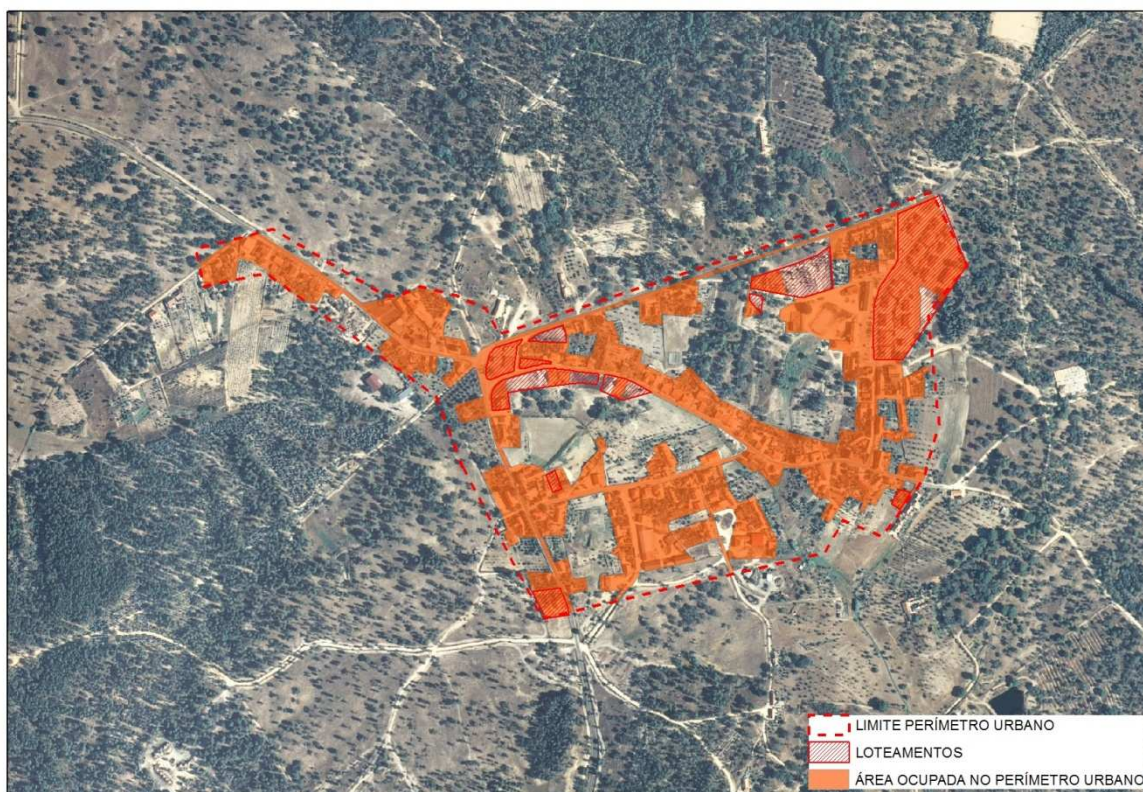 LIMITE PERÍMETRO URBANO
LOTEAMENTOS
ÁREA OCUPADA NO PERÍMETRO URBANO